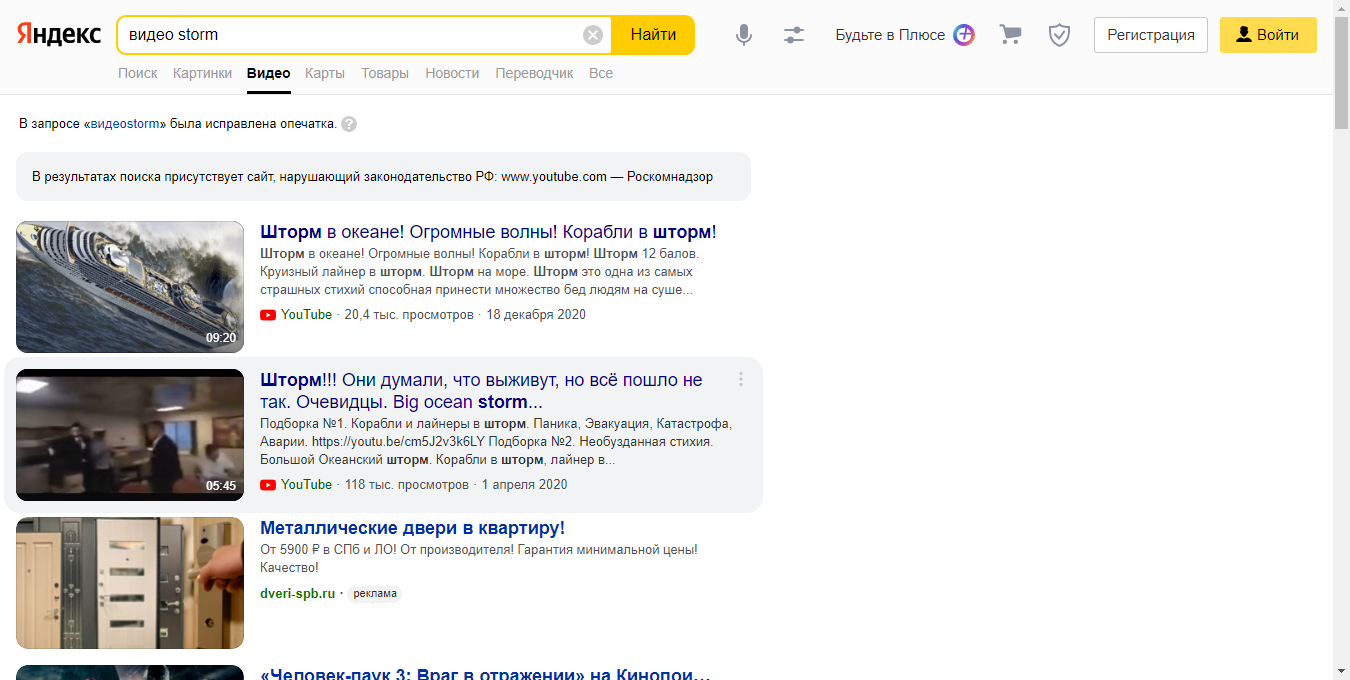 Яндекс
видео storm
Найти
Будьте в Плюсе
Регистрация
Войти
Поиск Картинки Видео Карты Товары Новости Переводчик Все
В запросе «видеоstorm» была исправлена опечатка. ?
В результатах поиска присутствует сайт, нарушающий законодательство РФ: www.youtube.com — Роскомнадзор
Шторм в океане! Огромные волны! Корабли в шторм!
Шторм в океане! Огромные волны! Корабли в шторм! Шторм 12 балов.
Круизный лайнер в шторм. Шторм на море. Шторм это одна из самых
страшных стихий способная принести множество бед людям на суше...
YouTube · 20,4 тыс. просмотров · 18 декабря 2020
09:20
Шторм!!! Они думали, что выживут, но всё пошло не
так. Очевидцы. Big ocean storm...
Подборка №1. Корабли и лайнеры в шторм. Паника, Эвакуация, Катастрофа,
Аварии. https://youtu.be/cm5J2v3k6LY Подборка №2. Необузданная стихия.
Большой Океанский шторм. Корабли в шторм, лайнер в...
YouTube · 118 тыс. просмотров · 1 апреля 2020
05:45
Металлические двери в квартиру!
От 5900 ₽ в СПб и ЛО! От производителя! Гарантия минимальной цены!
Качество!
dveri-spb.ru · реклама
«Человек-паук 3: Враг в отражении» на Кинопои...